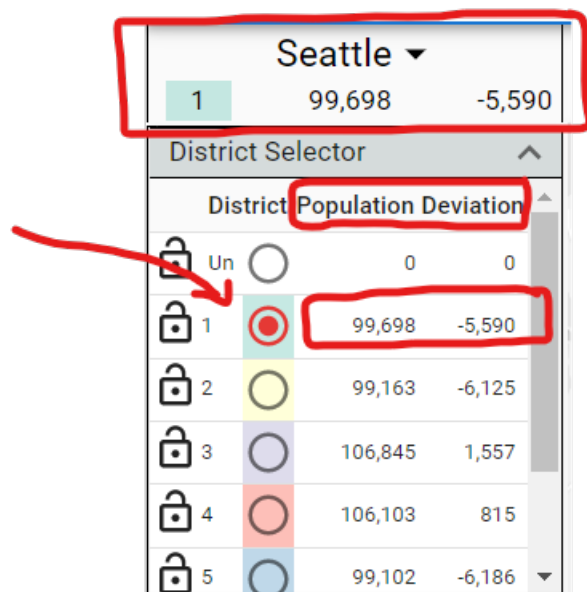 Seattle
1 99,698 -5,590
District Selector
District Population Deviation
Un 0 0
1 99,698 -5,590
2 99,163 -6,125
3 106,845 1,557
4 106,103 815
5 99,102 -6,186